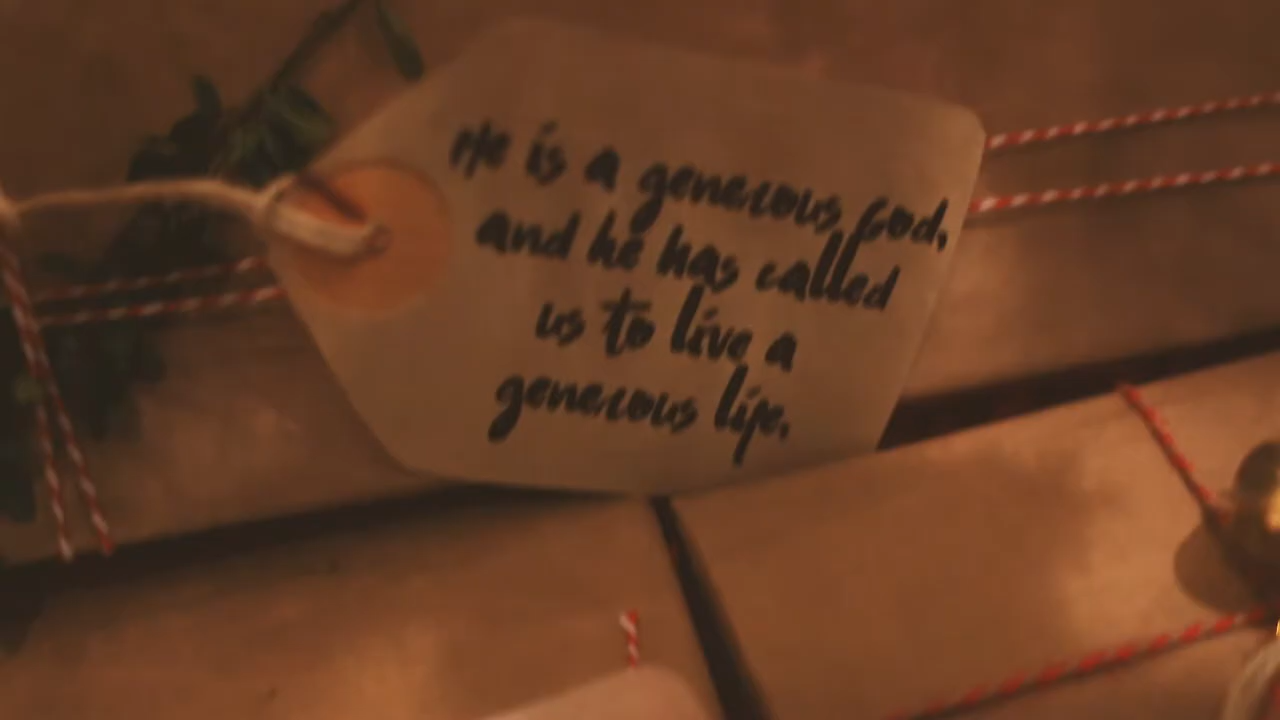 He is a generous God,
and he has called
us to live a
generous life.